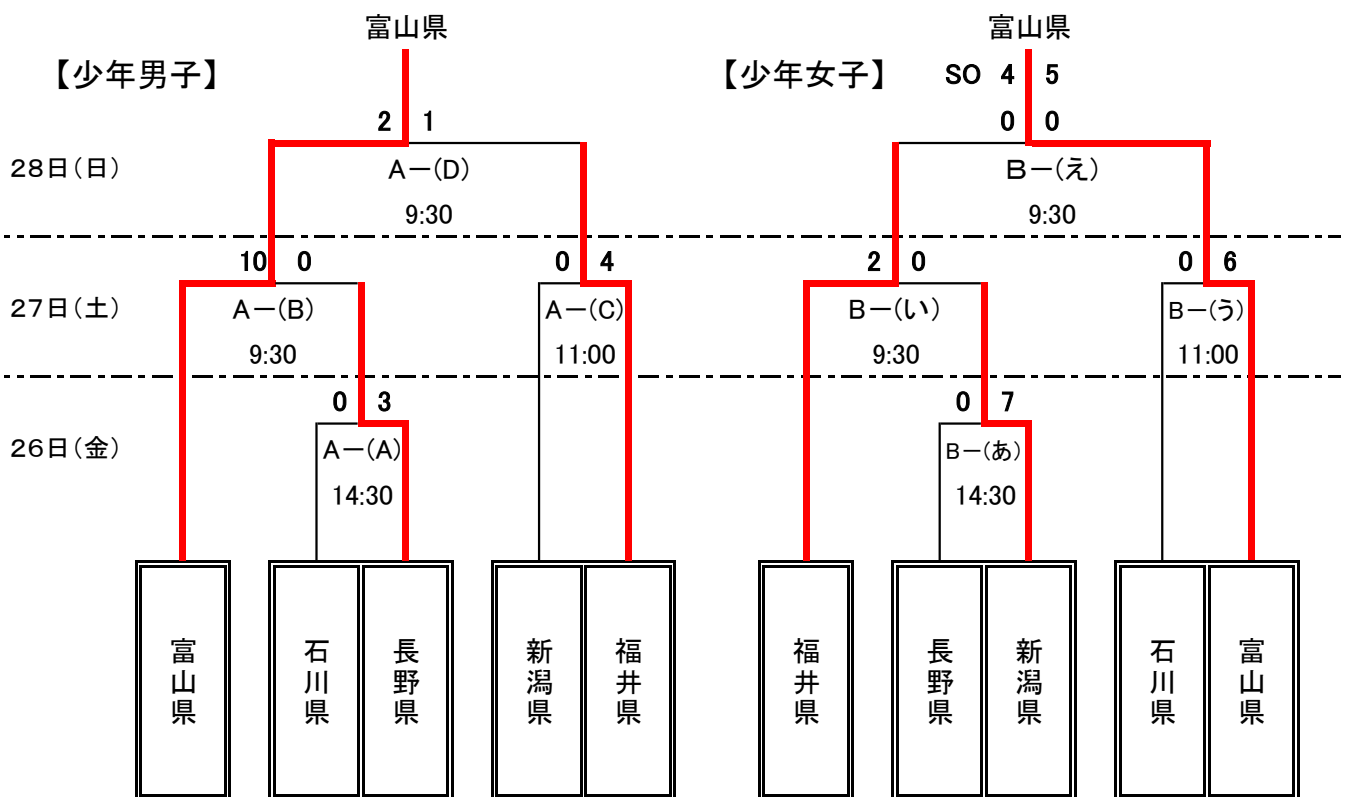 富山県 富山県
【少年男子】 【少年女子】 SO 4 5
2 1 0 0
28日(日) A-(D) B-(え)
9:30 9:30
10 0 0 4 2 0 0 6
27日(土) A-(B) A-(C) B-(い) B-(う)
9:30 11:00 9:30 11:00
0 3 0 7
26日(金) A-(A) B-(あ)
14:30 14:30
富山県 石川県 長野県 新潟県 福井県 福井県 長野県 新潟県 石川県 富山県